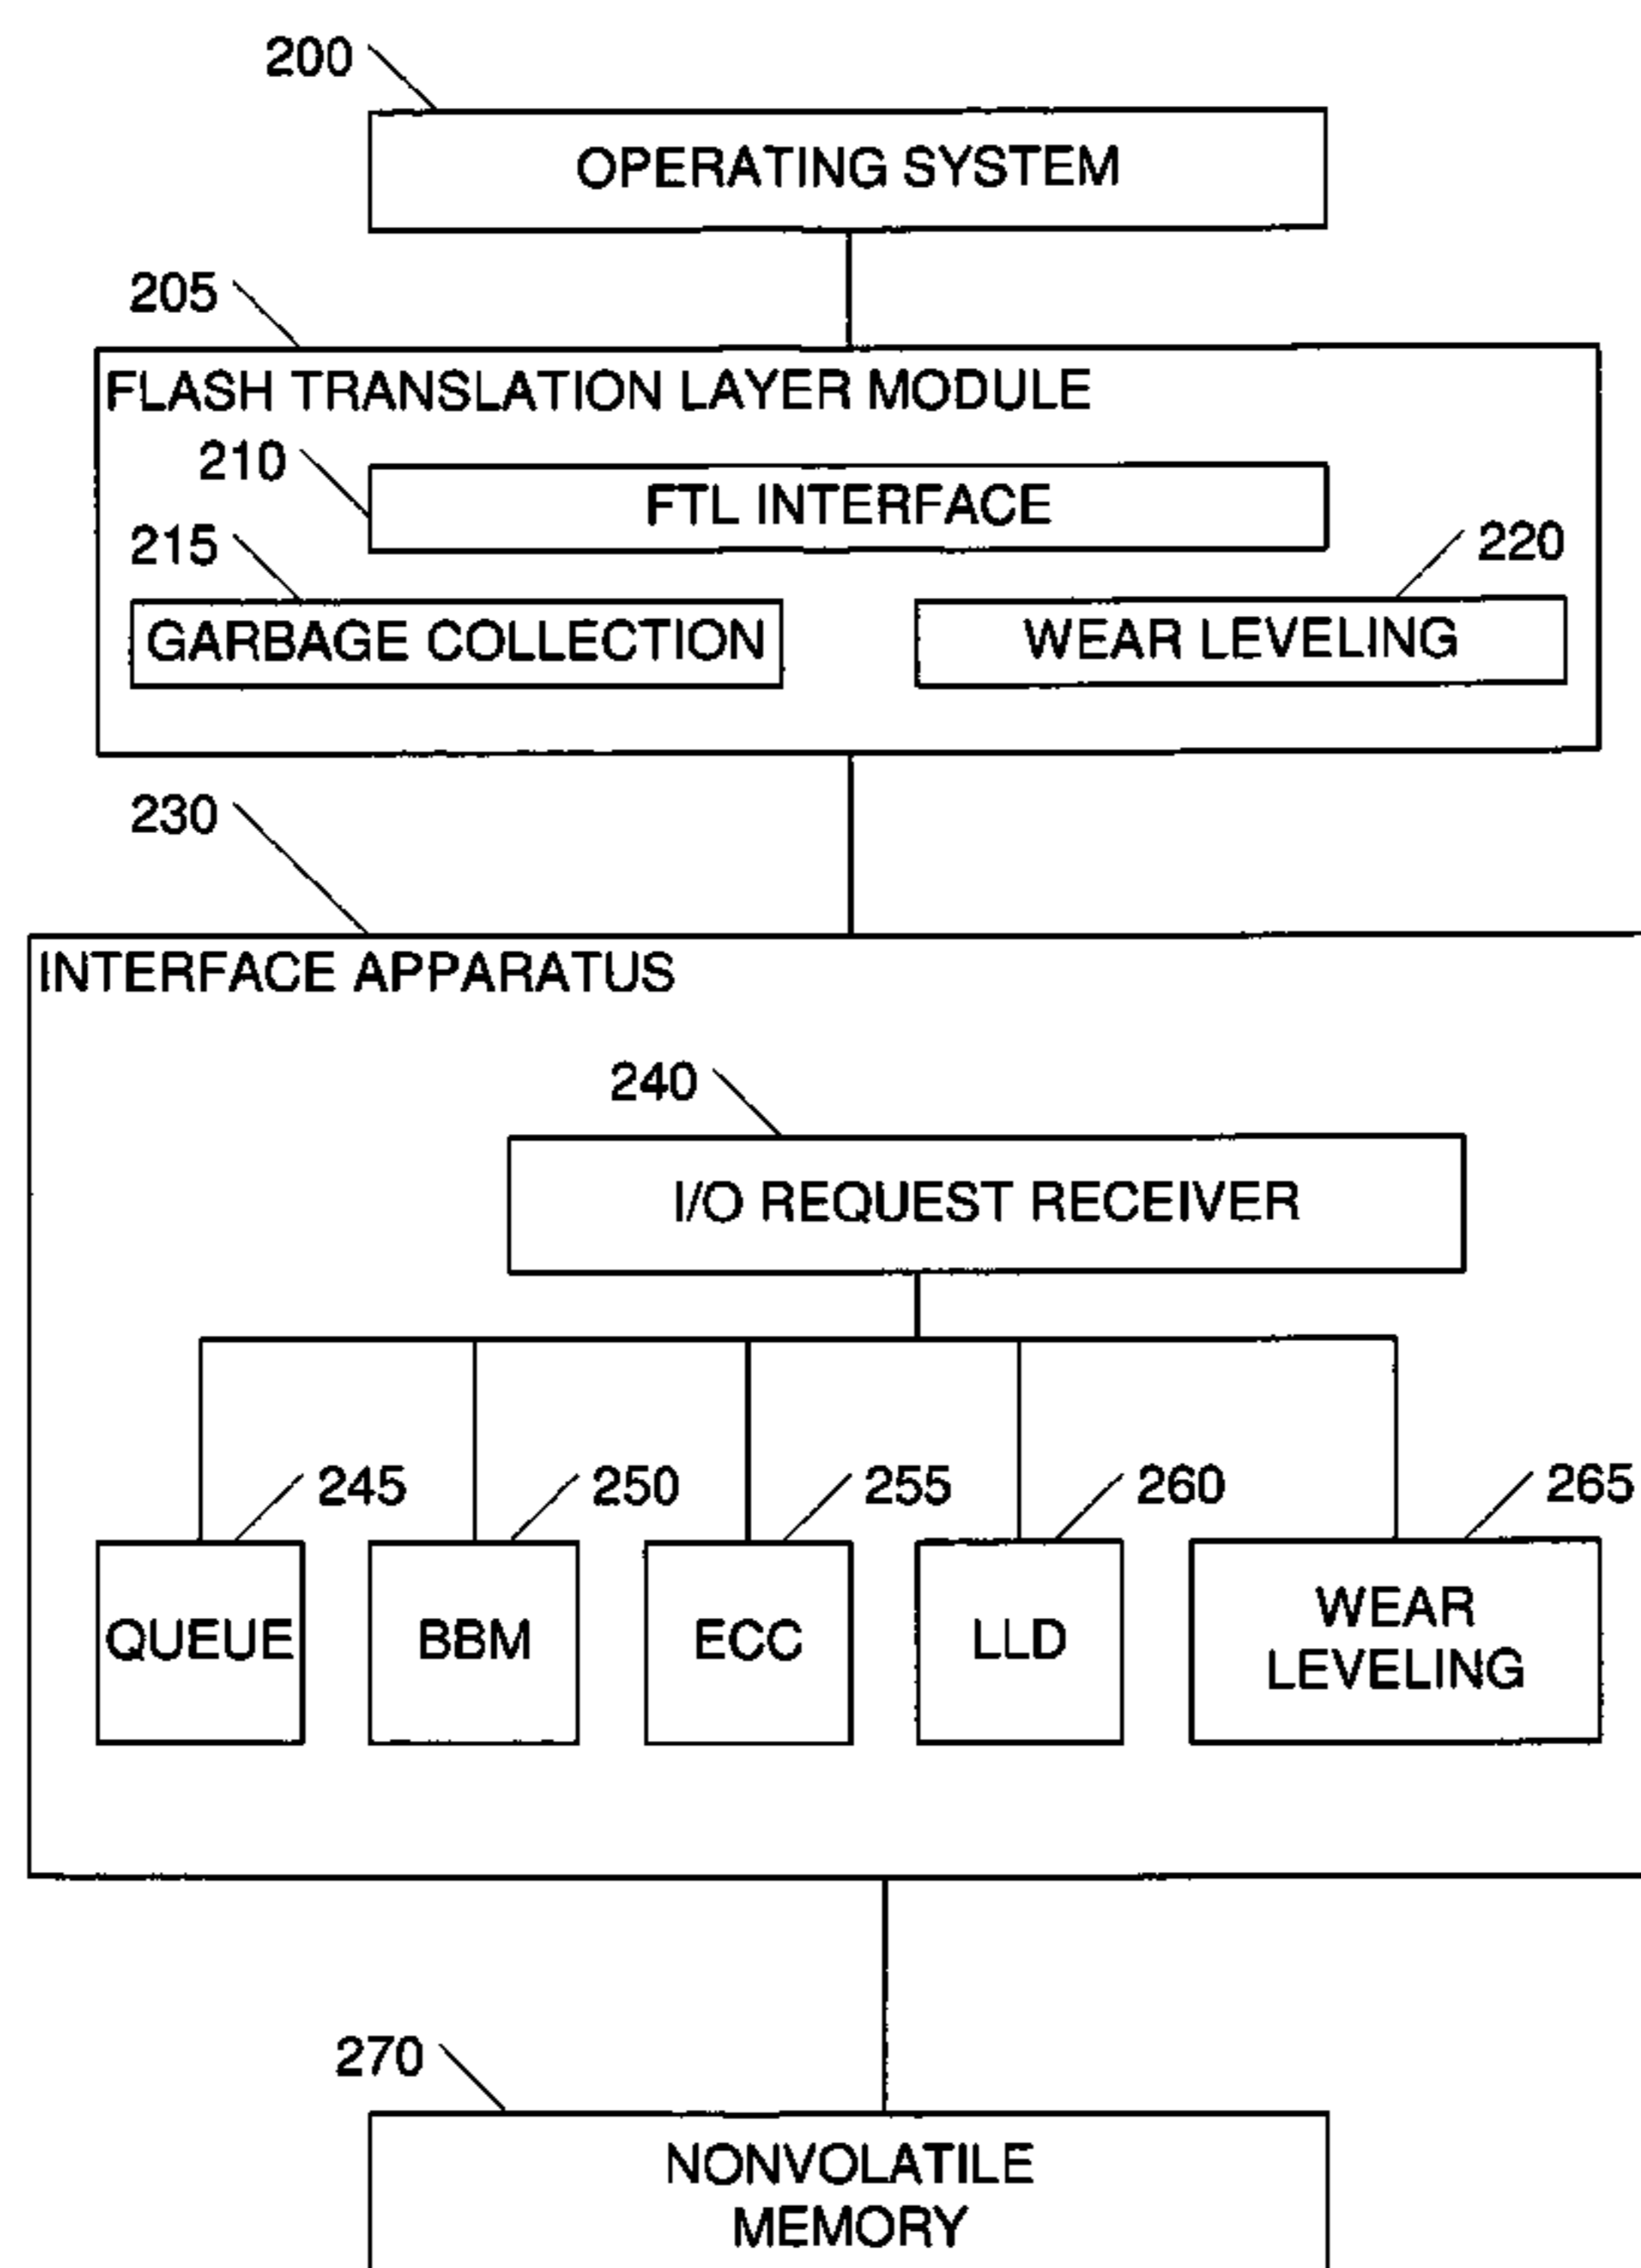 200
OPERATING SYSTEM
205
FLASH TRANSLATION LAYER MODULE
210
FTL INTERFACE
215
220
GARBAGE COLLECTION
WEAR LEVELING
230
INTERFACE APPARATUS
240
I/O REQUEST RECEIVER
245
250
255
260
265
QUEUE
BBM
ECC
LLD
WEAR
LEVELING
270
NONVOLATILE
MEMORY